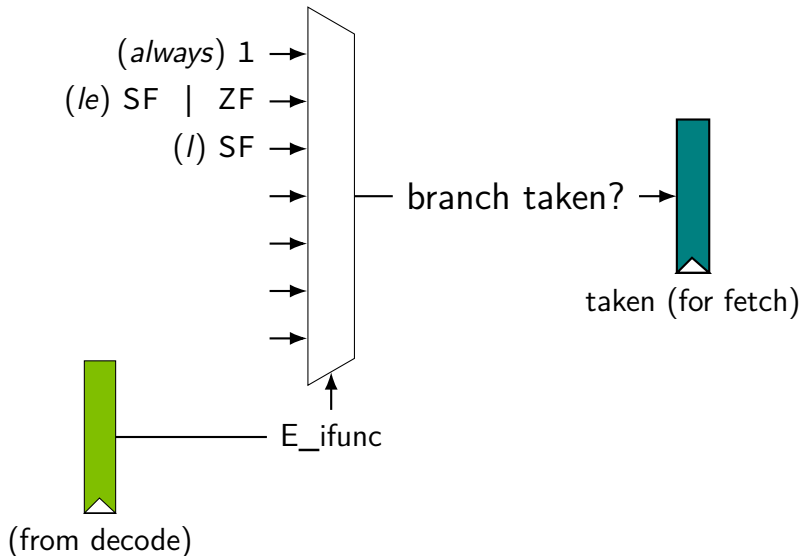 (always) 1
(le) SF | ZF
(l) SF
branch taken?
taken (for fetch)
E_ifunc
(from decode)